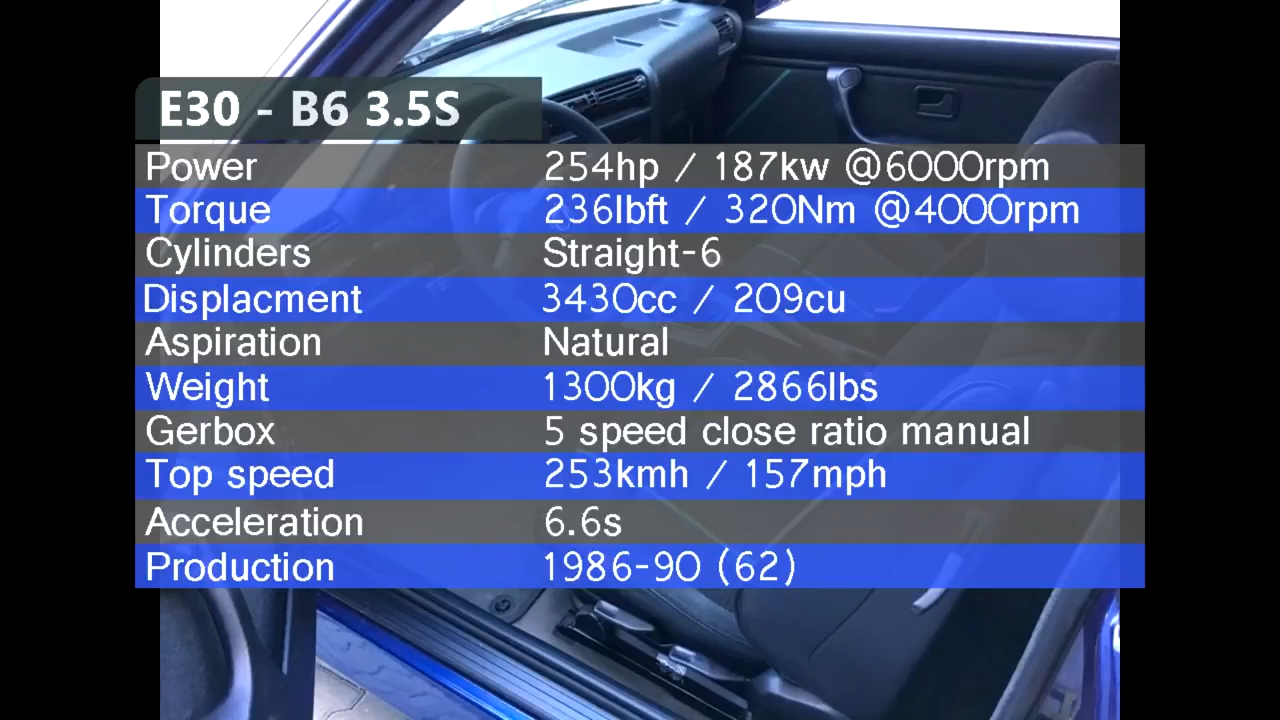 E30 - B6 3.5S
Power 254hp / 187kw @6000rpm
Torque 236lbft / 320Nm @4000rpm
Cylinders Straight-6
Displacment 3430cc / 209cu
Aspiration Natural
Weight 1300kg / 2866lbs
Gerbox 5 speed close ratio manual
Top speed 253kmh / 157mph
Acceleration 6.6s
Production 1986-90 (62)